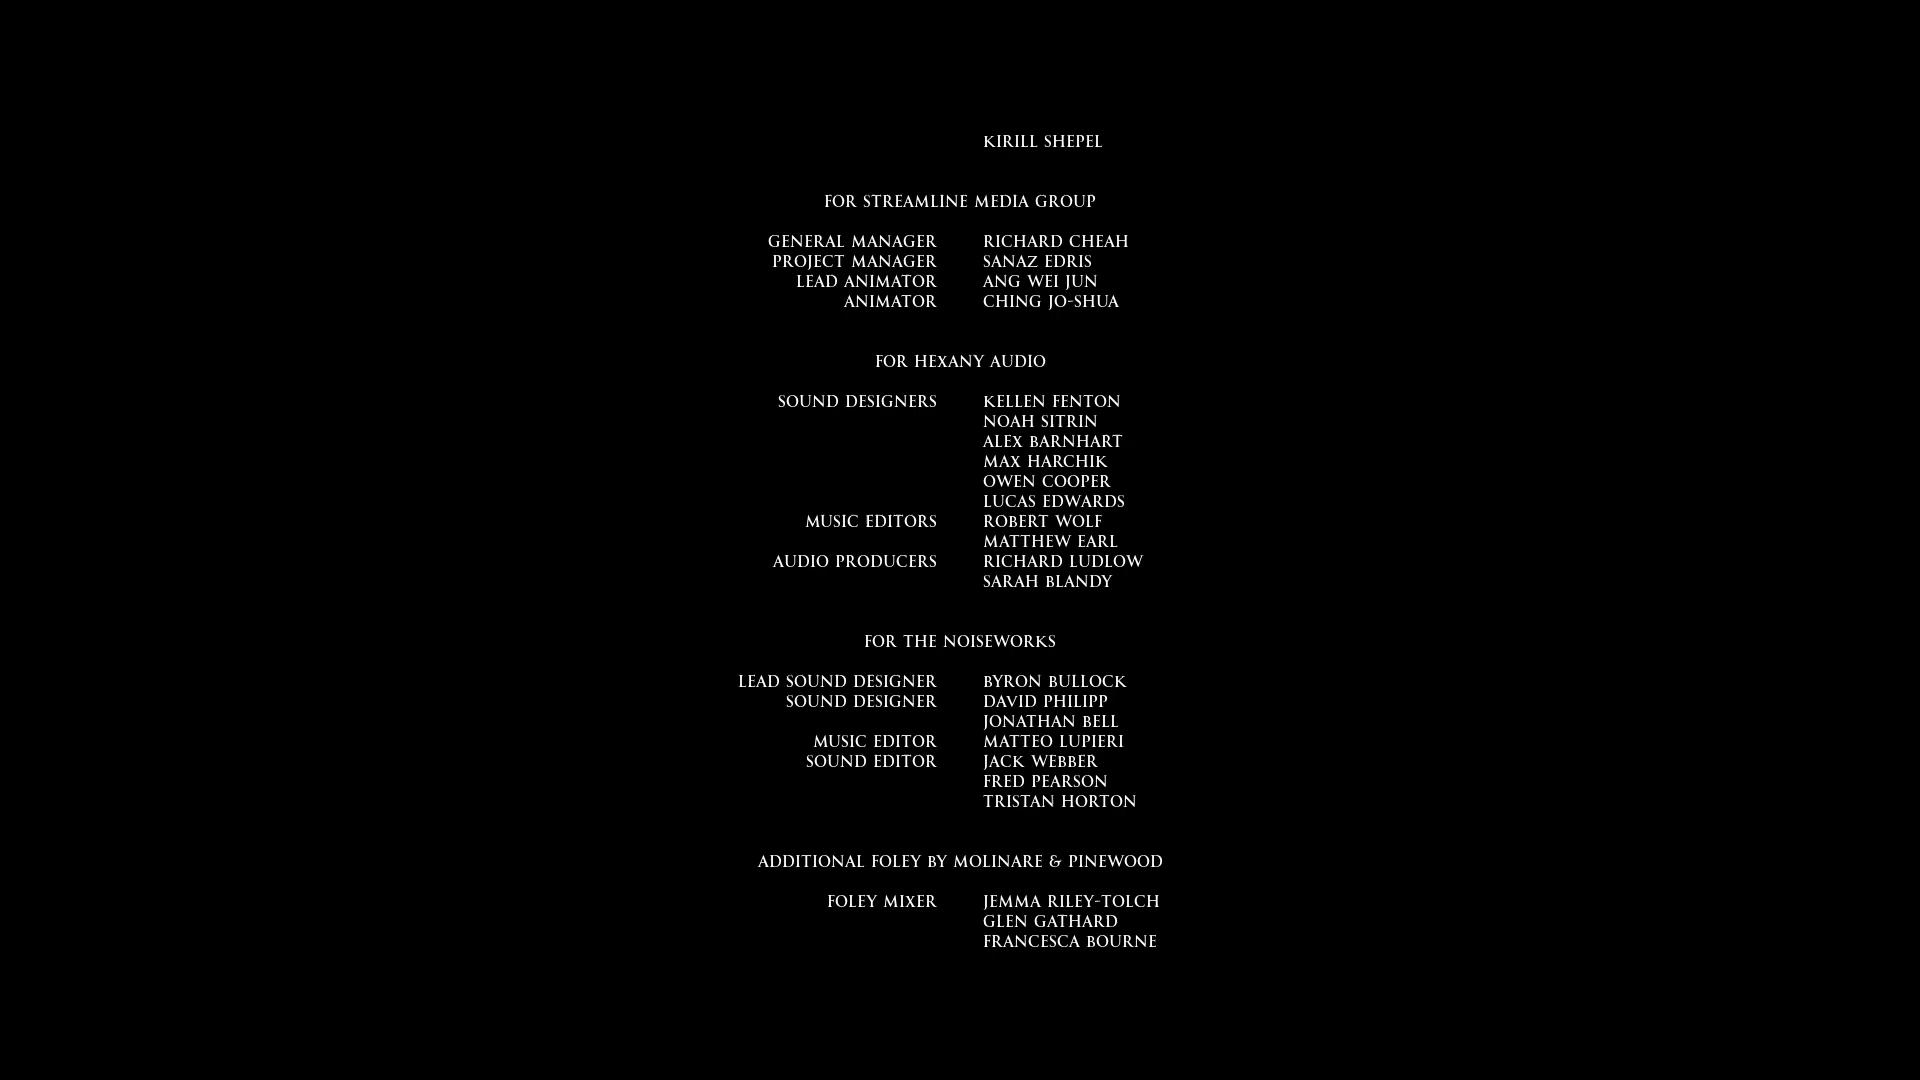 KIRILL SHEPEL
FOR STREAMLINE MEDIA GROUP
GENERAL MANAGER RICHARD CHEAH
PROJECT MANAGER SANAZ EDRIS
LEAD ANIMATOR ANG WEI JUN
ANIMATOR CHING JO-SHUA
FOR HEXANY AUDIO
SOUND DESIGNERS KELLEN FENTON
NOAH SITRIN
ALEX BARNHART
MAX HARCHIK
OWEN COOPER
LUCAS EDWARDS
MUSIC EDITORS ROBERT WOLF
MATTHEW EARL
AUDIO PRODUCERS RICHARD LUDLOW
SARAH BLANDY
FOR THE NOISEWORKS
LEAD SOUND DESIGNER BYRON BULLOCK
SOUND DESIGNER DAVID PHILIPP
JONATHAN BELL
MUSIC EDITOR MATTEO LUPIERI
SOUND EDITOR JACK WEBBER
FRED PEARSON
TRISTAN HORTON
ADDITIONAL FOLEY BY MOLINARE & PINEWOOD
FOLEY MIXER JEMMA RILEY-TOLCH
GLEN GATHARD
FRANCESCA BOURNE